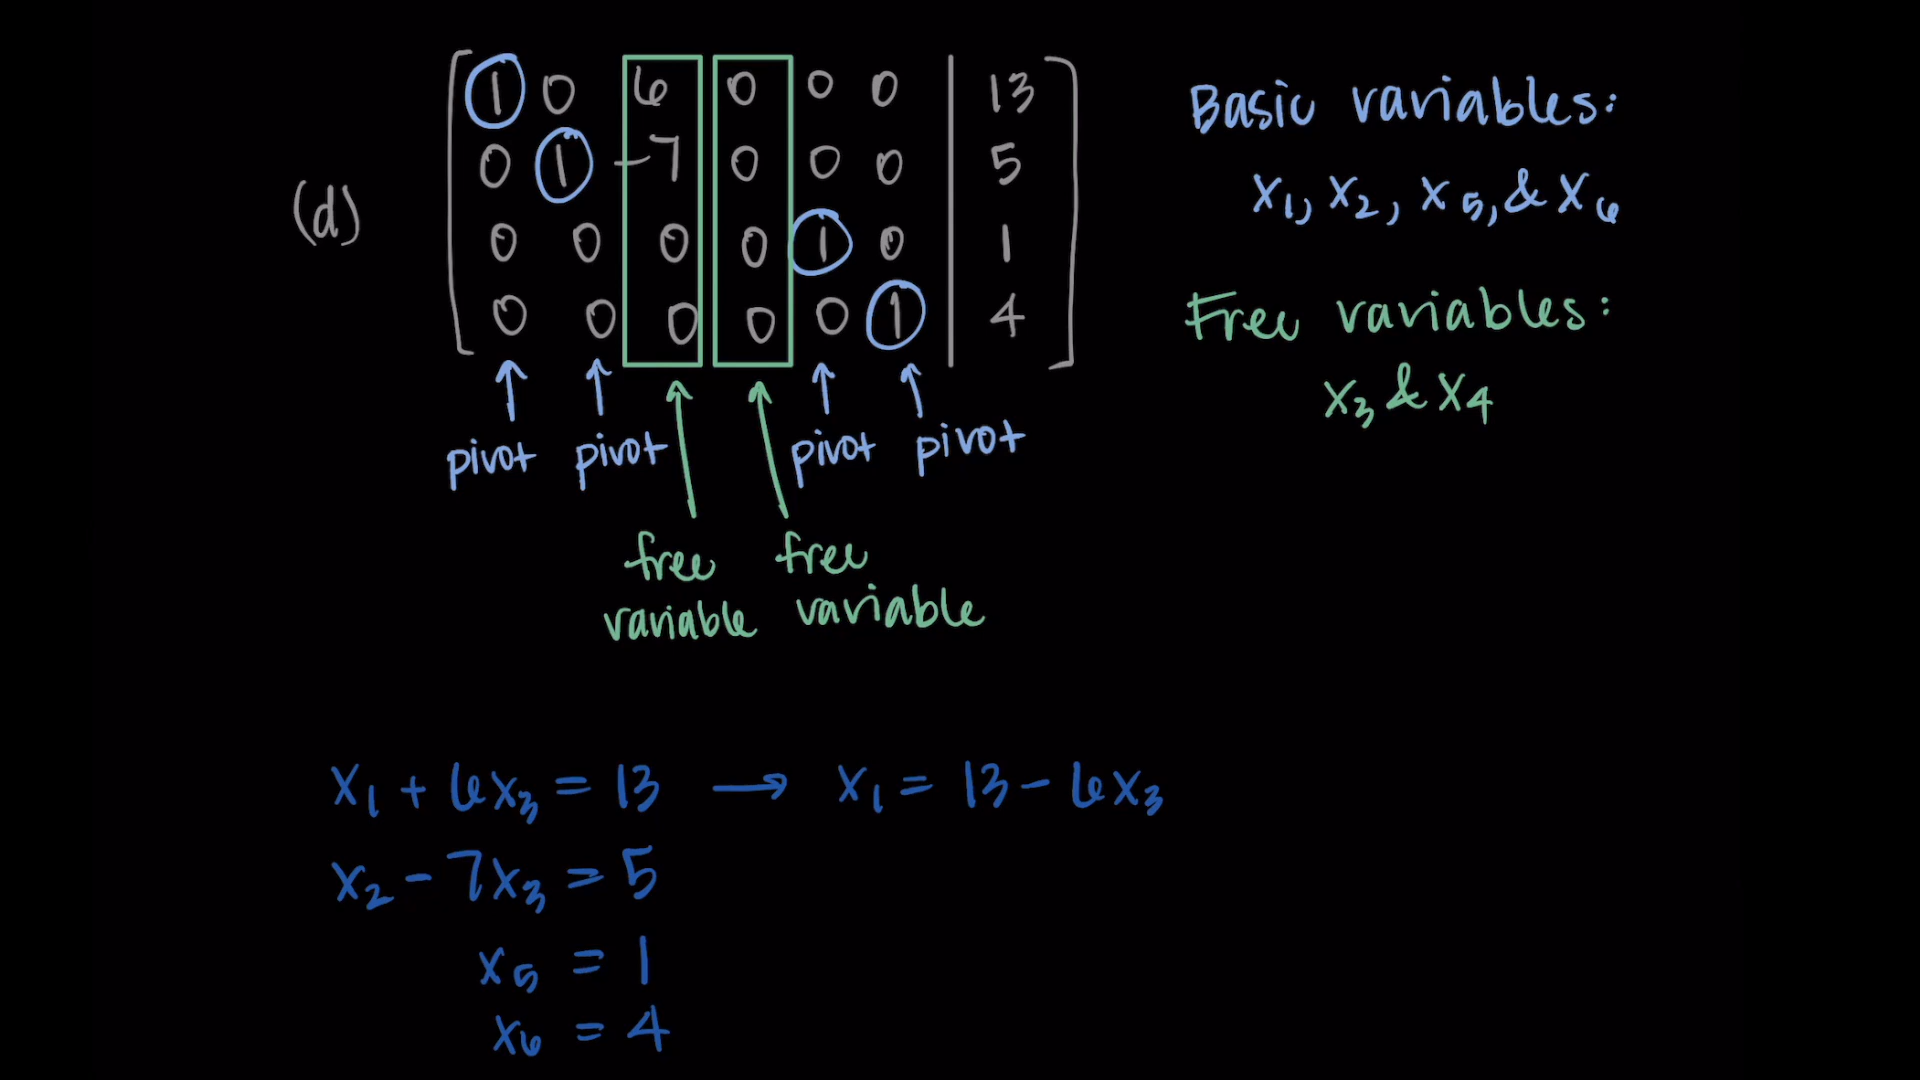 (d)
1 0 6 0 0 0 | 13
0 1 -7 0 0 0 | 5
0 0 0 0 1 0 | 1
0 0 0 0 0 1 | 4
pivot pivot pivot pivot
free variable
free variable
Basic variables:
x₁, x₂, x₅, & x₆
Free variables:
x₃ & x₄
x₁ + 6x₃ = 13 → x₁ = 13 - 6x₃
x₂ - 7x₃ = 5
x₅ = 1
x₆ = 4